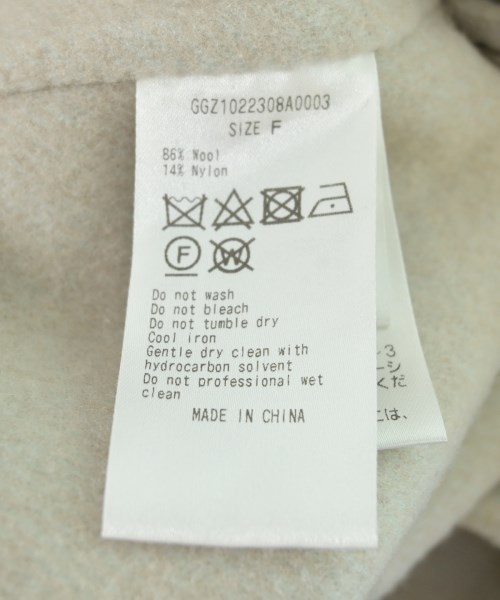 GGZ1022308A0003
SIZE F
86% Wool
14% Nylon
F
W
Do not wash
Do not bleach
Do not tumble dry
Cool iron
Gentle dry clean with
hydrocarbon solvent
Do not professional wet
clean
MADE IN CHINA
3
ーシ
くだ
には、